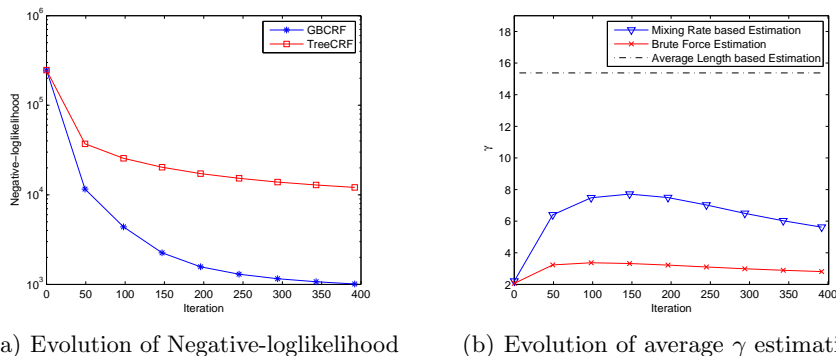 10^6
10^5
10^4
10^3
Negative−loglikelihood
0 50 100 150 200 250 300 350 400
Iteration
GBCRF
TreeCRF
a) Evolution of Negative-loglikelihood
18
16
14
12
10
8
6
4
2
γ
0 50 100 150 200 250 300 350 400
Iteration
Mixing Rate based Estimation
Brute Force Estimation
Average Length based Estimation
(b) Evolution of average γ estimati